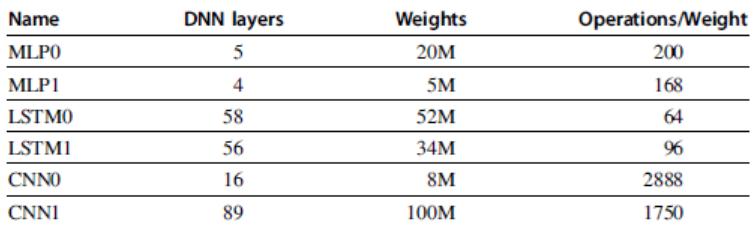 Name DNN layers Weights Operations/Weight
MLP0 5 20M 200
MLP1 4 5M 168
LSTM0 58 52M 64
LSTM1 56 34M 96
CNN0 16 8M 2888
CNN1 89 100M 1750